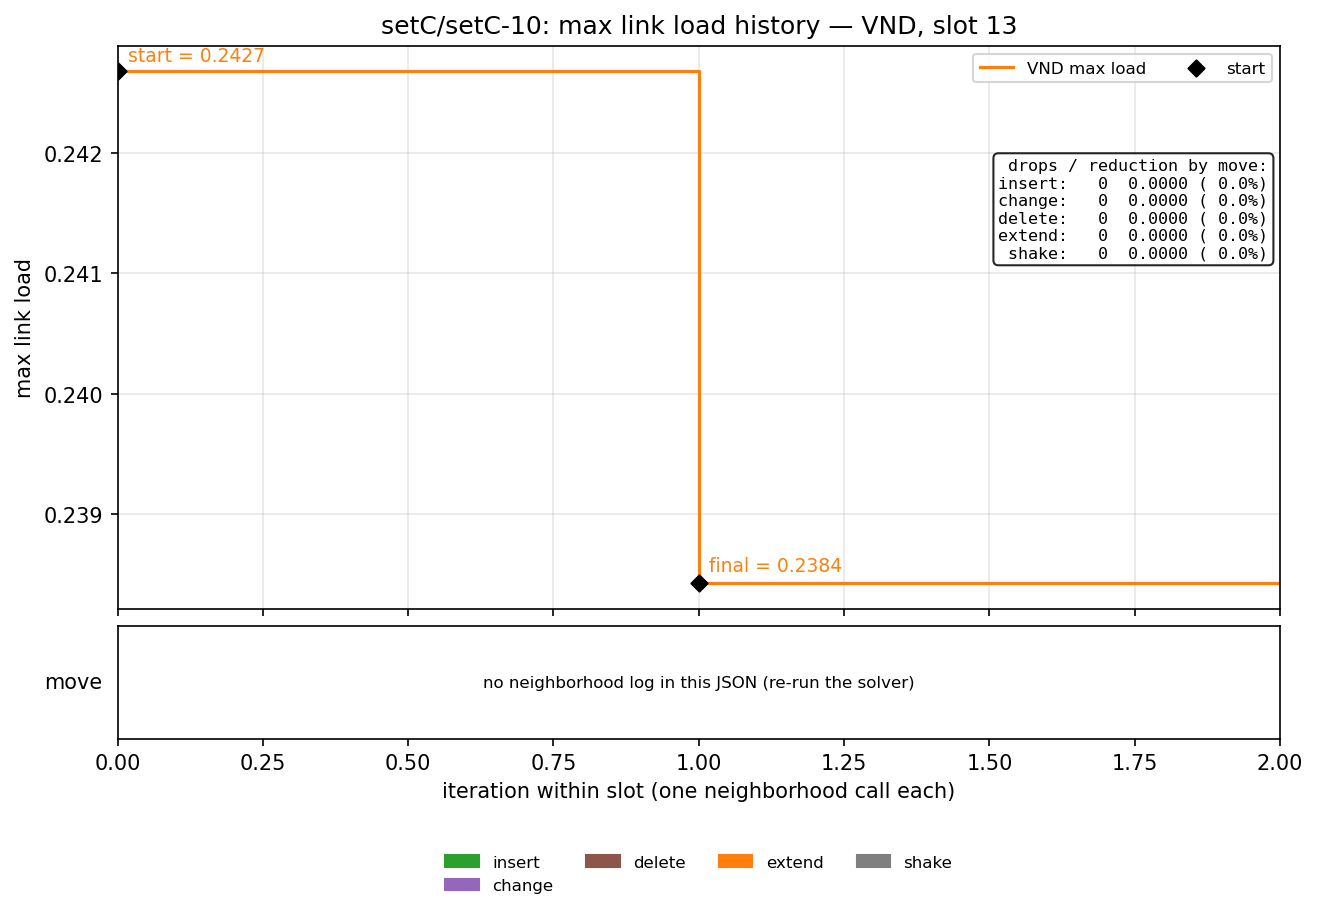 setC/setC-10: max link load history — VND, slot 13
start = 0.2427
VND max load
start
drops / reduction by move:
insert:   0  0.0000 ( 0.0%)
change:   0  0.0000 ( 0.0%)
delete:   0  0.0000 ( 0.0%)
extend:   0  0.0000 ( 0.0%)
shake:   0  0.0000 ( 0.0%)
0.242
0.241
0.240
0.239
max link load
final = 0.2384
move
no neighborhood log in this JSON (re-run the solver)
0.00 0.25 0.50 0.75 1.00 1.25 1.50 1.75 2.00
iteration within slot (one neighborhood call each)
insert delete extend shake
change